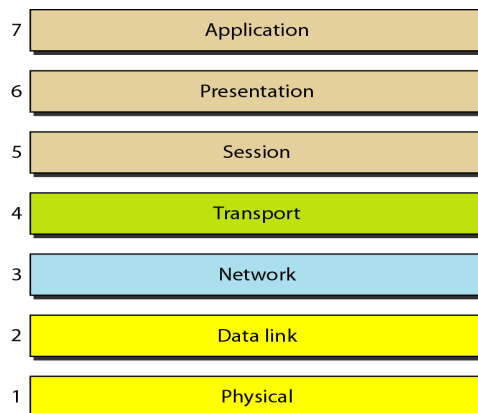 7 Application
6 Presentation
5 Session
4 Transport
3 Network
2 Data link
1 Physical